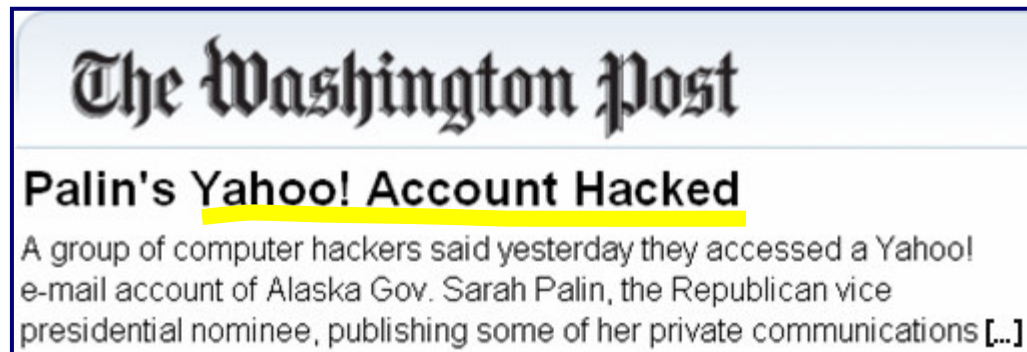 The Washington Post
Palin's Yahoo! Account Hacked
A group of computer hackers said yesterday they accessed a Yahoo!
e-mail account of Alaska Gov. Sarah Palin, the Republican vice
presidential nominee, publishing some of her private communications [...]